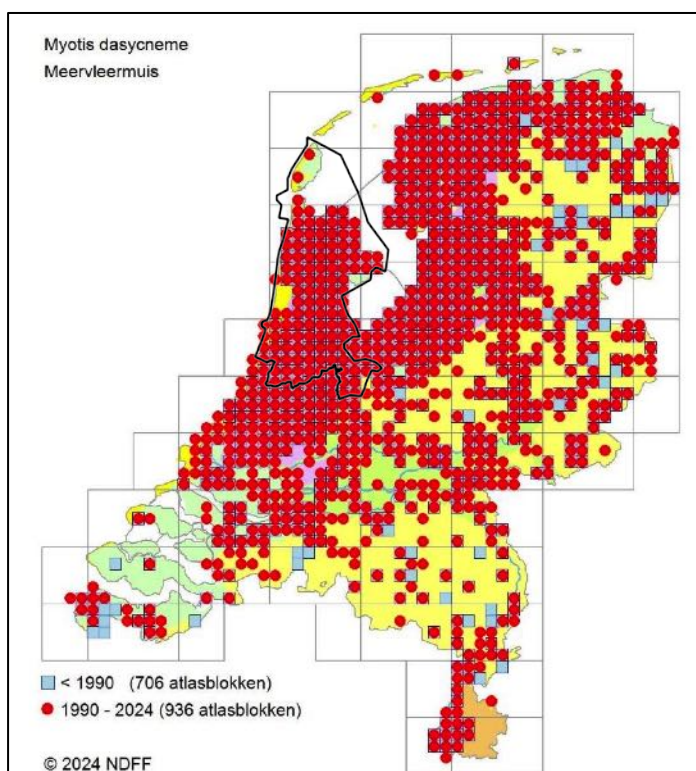 Myotis dasycneme
Meervleermuis
< 1990 (706 atlasblokken)
1990 - 2024 (936 atlasblokken)
© 2024 NDFF